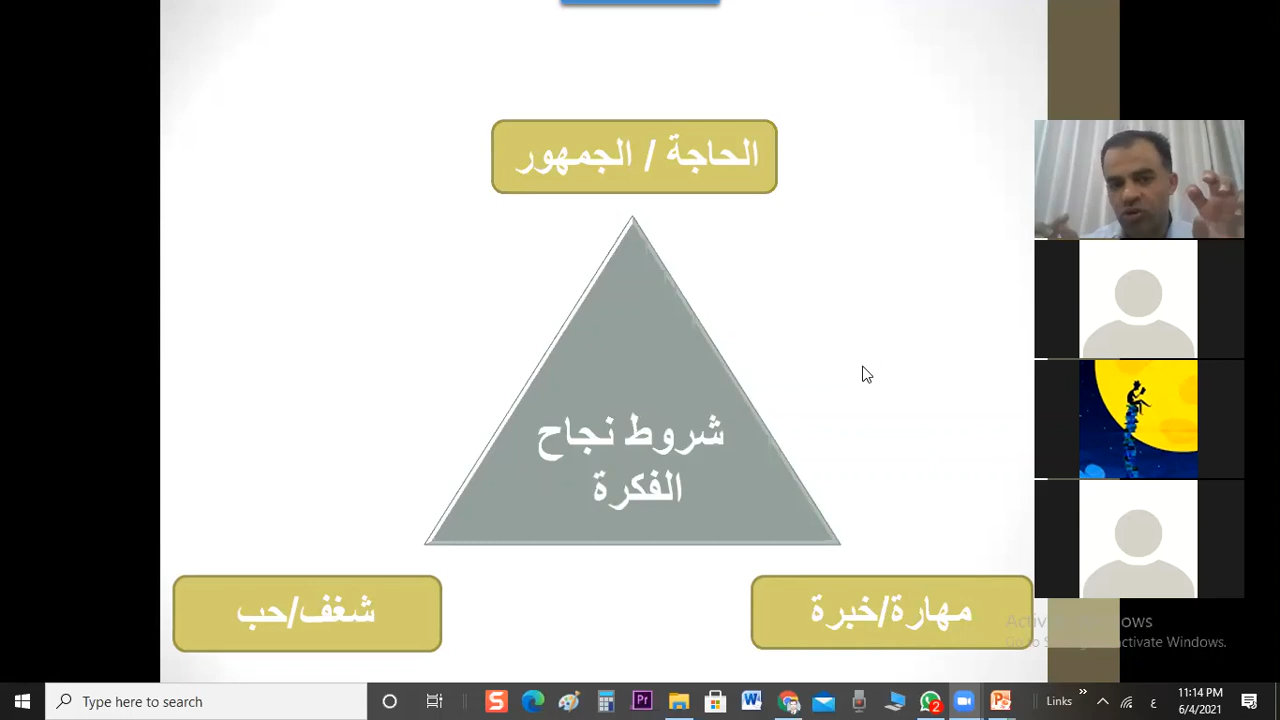 الحاجة / الجمهور
شروط نجاح
الفكرة
مهارة/خبرة
شغف/حب
Type here to search
Links
11:14 PM
6/4/2021